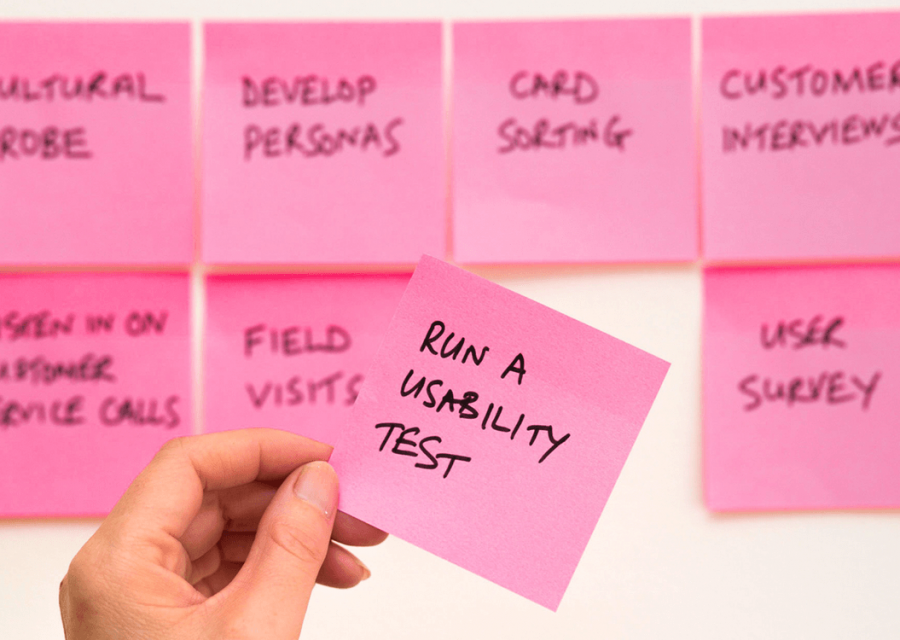 ULTURAL
ROBE
DEVELOP
PERSONAS
CARD
SORTING
CUSTOMER
INTERVIEWS
ISTEN IN ON
USTOMER
ERVICE CALLS
FIELD
VISITS
RUN A
USABILITY
TEST
USER
SURVEY